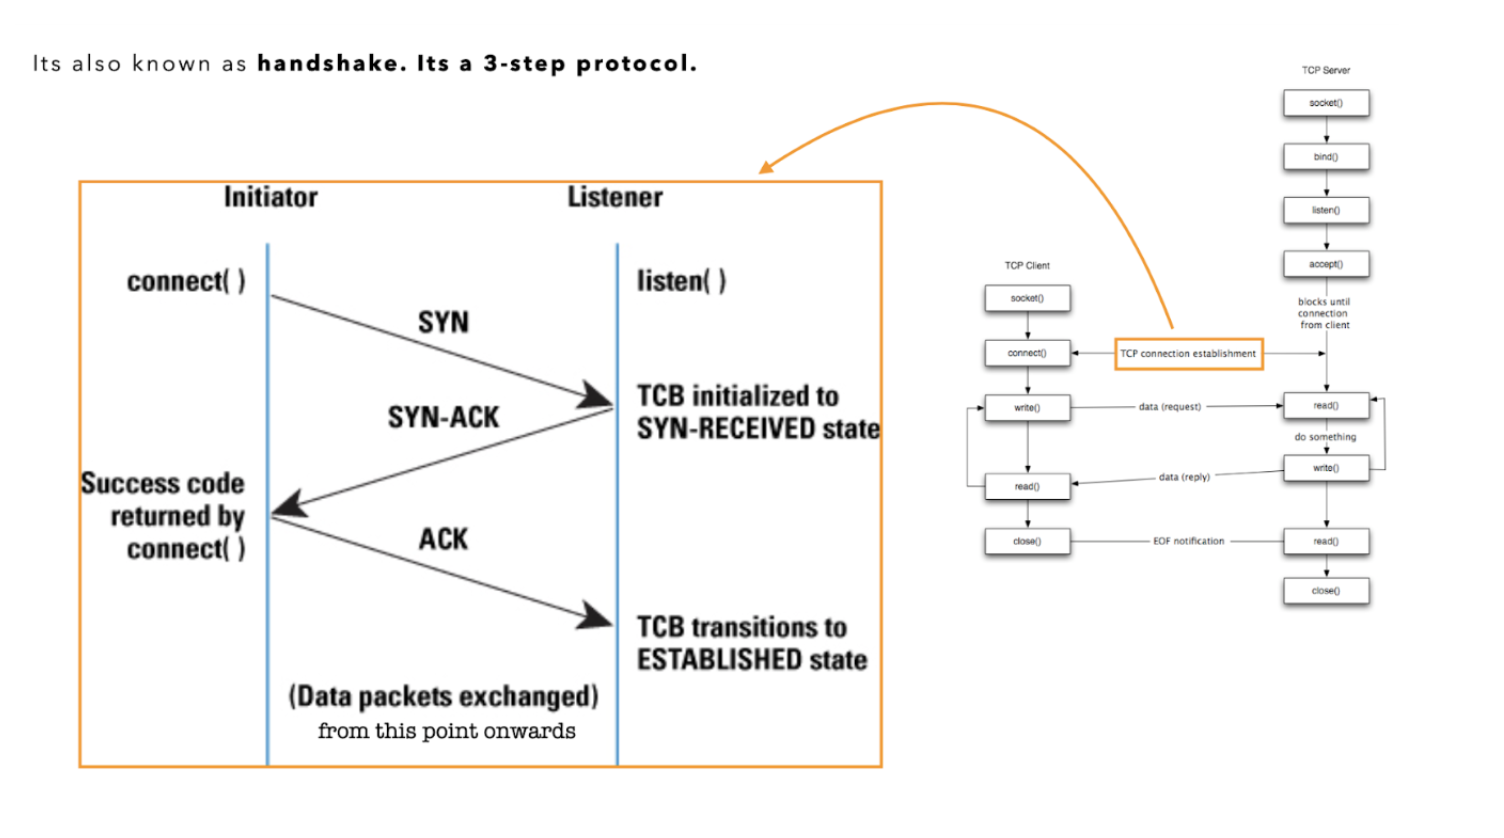 Its also known as handshake. Its a 3-step protocol.
Initiator
Listener
connect( )
listen( )
SYN
TCB initialized to
SYN-RECEIVED state
SYN-ACK
Success code
returned by
connect( )
ACK
TCB transitions to
ESTABLISHED state
(Data packets exchanged)
from this point onwards
TCP Server
socket()
bind()
listen()
accept()
blocks until
connection
from client
TCP Client
socket()
connect()
TCP connection establishment
write()
data (request)
read()
do something
write()
data (reply)
read()
close()
EOF notification
read()
close()